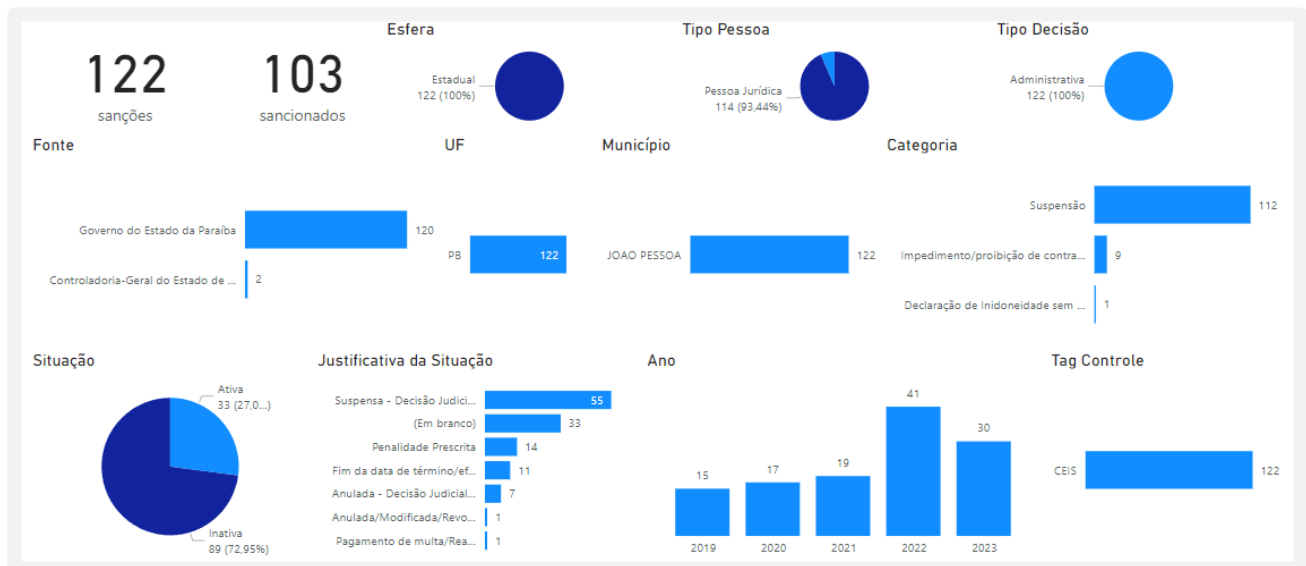 122
sanções
103
sancionados
Esfera
Estadual
122 (100%)
Tipo Pessoa
Pessoa Jurídica
114 (93,44%)
Tipo Decisão
Administrativa
122 (100%)
Fonte
Governo do Estado da Paraíba
120
Controladoria-Geral do Estado de ...
2
UF
PB
122
Município
JOAO PESSOA
122
Categoria
Suspensão
112
Impedimento/proibição de contra...
9
Declaração de Inidoneidade sem ...
1
Situação
Ativa
33 (27,0...)
Inativa
89 (72,95%)
Justificativa da Situação
Suspensa - Decisão Judici...
55
(Em branco)
33
Penalidade Prescrita
14
Fim da data de término/ef...
11
Anulada - Decisão Judicial...
7
Anulada/Modificada/Revo...
1
Pagamento de multa/Rea...
1
Ano
15
17
19
41
30
2019
2020
2021
2022
2023
Tag Controle
CEIS
122